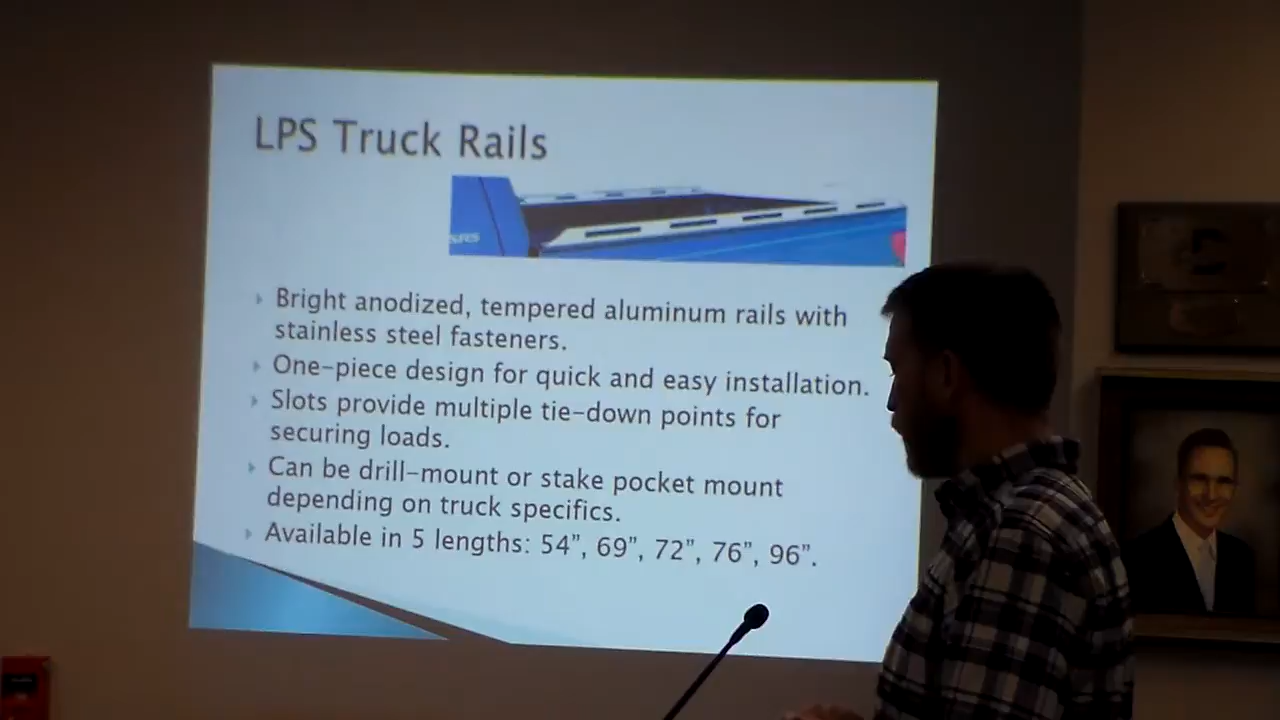 LPS Truck Rails
Bright anodized, tempered aluminum rails with
stainless steel fasteners.
One-piece design for quick and easy installation.
Slots provide multiple tie-down points for
securing loads.
Can be drill-mount or stake pocket mount
depending on truck specifics.
Available in 5 lengths: 54”, 69”, 72”, 76”, 96”.